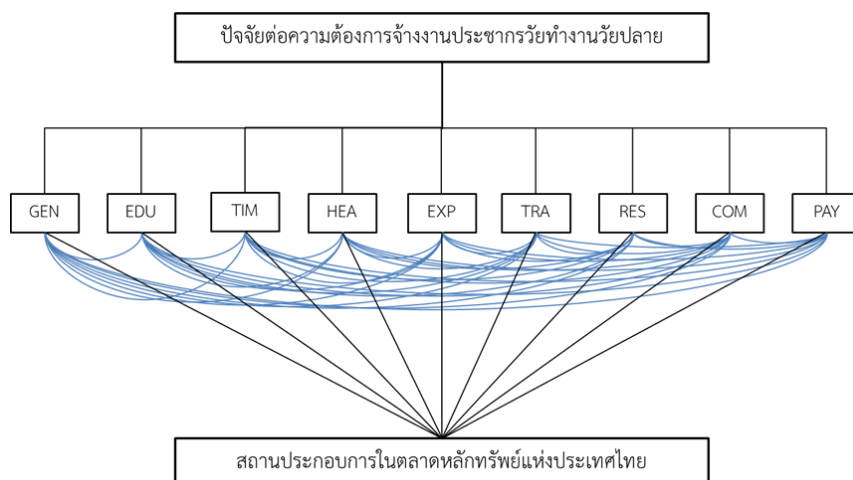 ปัจจัยต่อความต้องการจ้างงานประชากรวัยทำงานวัยปลาย
GEN EDU TIM HEA EXP TRA RES COM PAY
สถานประกอบการในตลาดหลักทรัพย์แห่งประเทศไทย